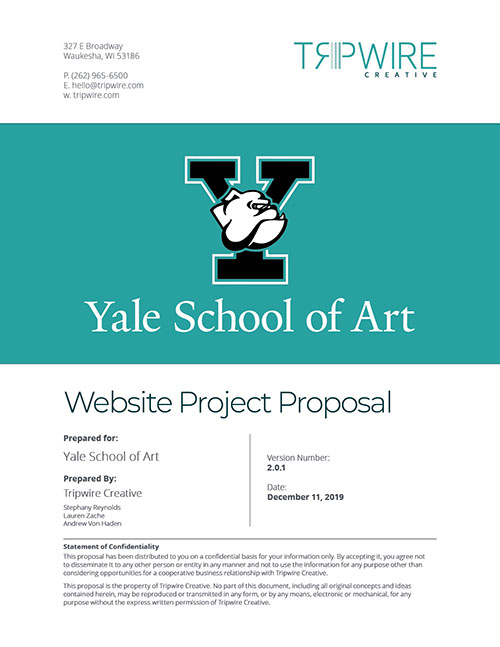 327 E Broadway
Waukesha, WI 53186
P. (262) 965-6500
E. hello@tripwire.com
w. tripwire.com
TRIPWIRE
CREATIVE
Y
Yale School of Art
Website Project Proposal
Prepared for:
Yale School of Art
Prepared By:
Tripwire Creative
Stephany Reynolds
Lauren Zache
Andrew Von Haden
Version Number:
2.0.1
Date:
December 11, 2019
Statement of Confidentiality
This proposal has been distributed to you on a confidential basis for your information only. By accepting it, you agree not
to disseminate it to any other person or entity in any manner and not to use the information for any purpose other than
considering opportunities for a cooperative business relationship with Tripwire Creative.
This proposal is the property of Tripwire Creative. No part of this document, including all original concepts and ideas
contained herein, may be reproduced or transmitted in any form, or by any means, electronic or mechanical, for any
purpose without the express written permission of Tripwire Creative.